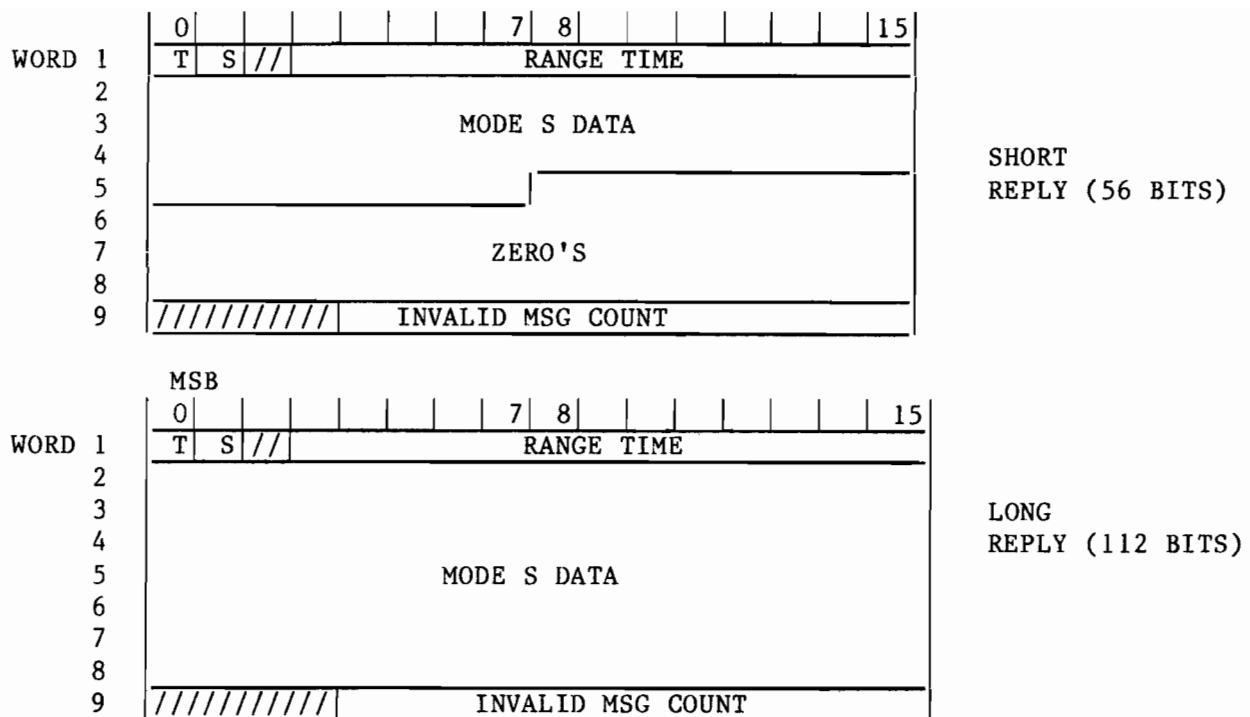 0 7 8 15
WORD 1 T S // RANGE TIME
2
3 MODE S DATA
4 SHORT
5 REPLY (56 BITS)
6
7 ZERO'S
8
9 /////////// INVALID MSG COUNT
MSB
0 7 8 15
WORD 1 T S // RANGE TIME
2
3 LONG
4 REPLY (112 BITS)
5 MODE S DATA
6
7
8
9 /////////// INVALID MSG COUNT